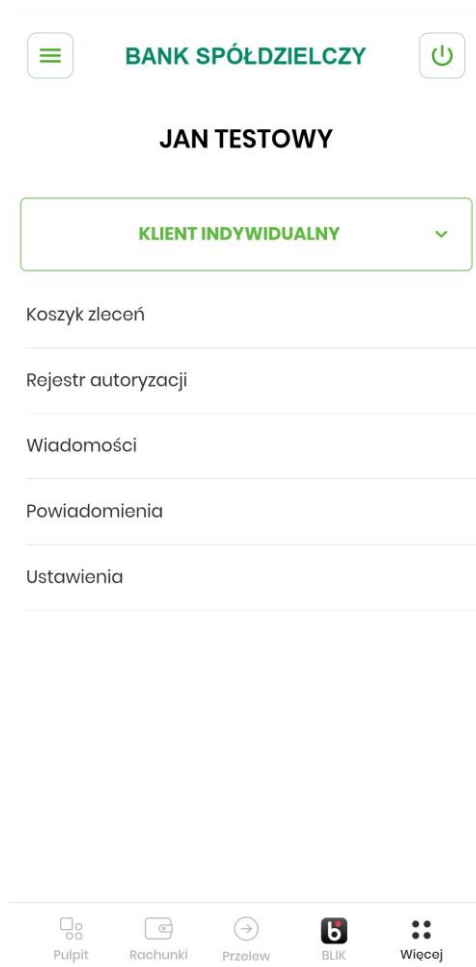 BANK SPÓŁDZIELCZY
JAN TESTOWY
KLIENT INDYWIDUALNY
Koszyk zleceń
Rejestr autoryzacji
Wiadomości
Powiadomienia
Ustawienia
Pulpit Rachunki Przelew BLIK Więcej